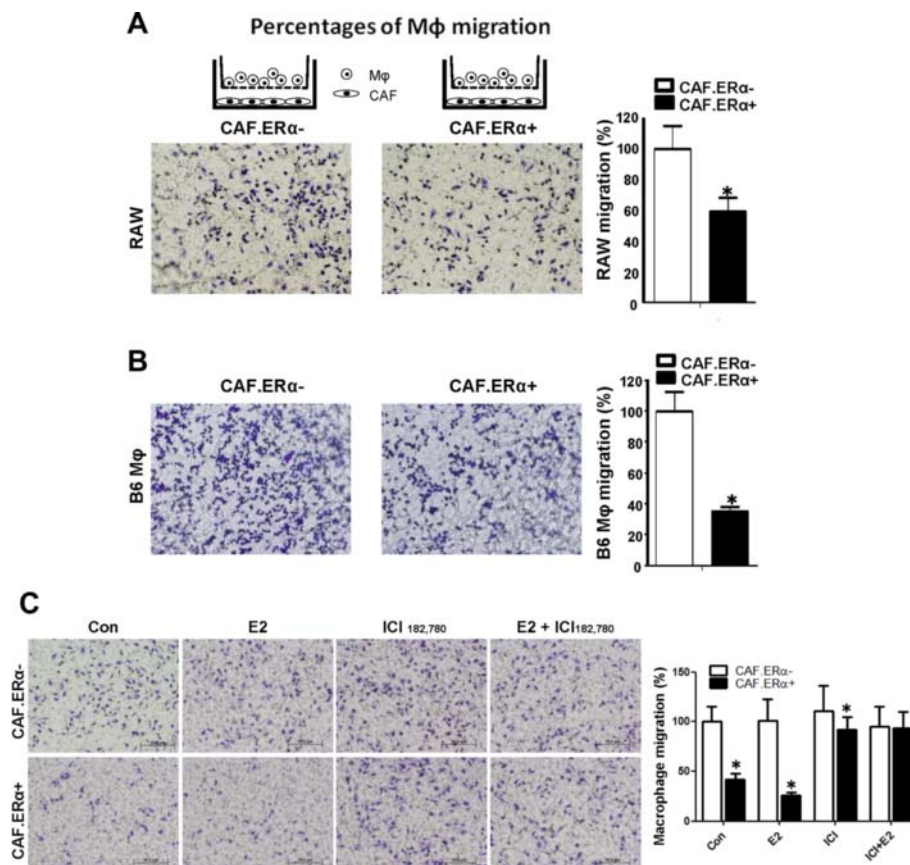 A
Percentages of Mφ migration
Mφ
CAF
CAF.ERα-
CAF.ERα+
RAW
CAF.ERα-
CAF.ERα+
RAW migration (%)
120
100
80
60
40
20
0
*
B
CAF.ERα-
CAF.ERα+
B6 Mφ
CAF.ERα-
CAF.ERα+
B6 Mφ migration (%)
120
100
80
60
40
20
0
*
C
Con
E2
ICI 182,780
E2 + ICI182,780
CAF.ERα-
CAF.ERα+
CAF.ERα-
CAF.ERα+
Macrophage migration (%)
150
100
50
0
*
*
*
Con
E2
ICI
ICI+E2